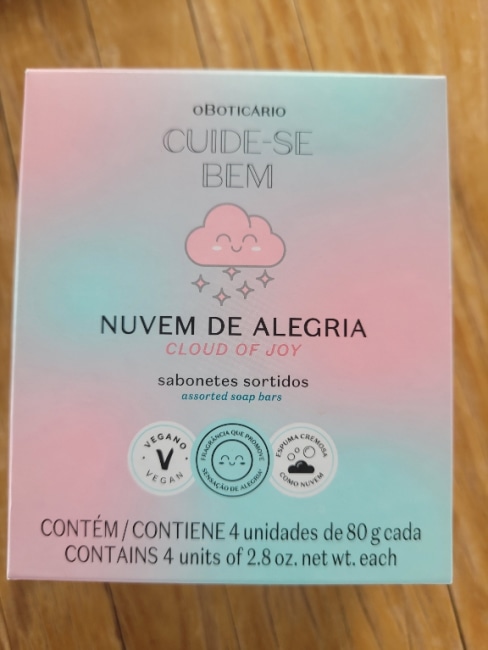 oBOTICÁRIO
CUIDE-SE
BEM
NUVEM DE ALEGRIA
CLOUD OF JOY
sabonetes sortidos
assorted soap bars
VEGANO
V
VEGAN
FRAGRÂNCIA QUE PROMOVE
SENSAÇÃO DE ALEGRIA*
ESPUMA CREMOSA
COMO NUVEM
CONTÉM / CONTIENE 4 unidades de 80 g cada
CONTAINS 4 units of 2.8 oz. net wt. each